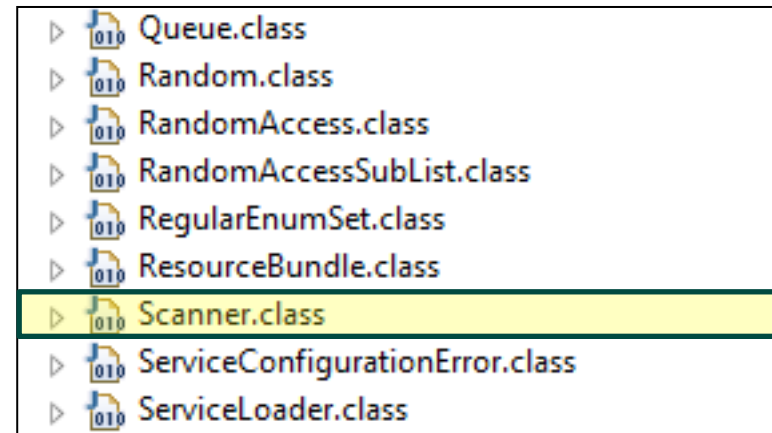 Queue.class
Random.class
RandomAccess.class
RandomAccessSubList.class
RegularEnumSet.class
ResourceBundle.class
Scanner.class
ServiceConfigurationError.class
ServiceLoader.class